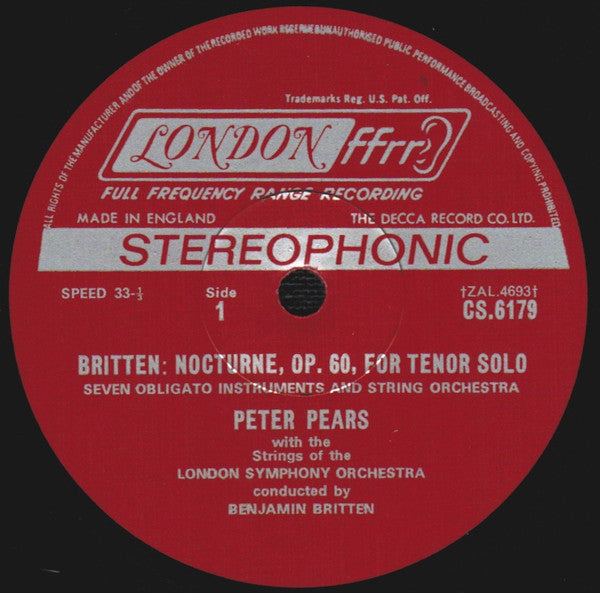 ALL RIGHTS OF THE MANUFACTURER AND OF THE OWNER OF THE RECORDED WORK RESERVED UNAUTHORISED PUBLIC PERFORMANCE BROADCASTING AND COPYING PROHIBITED
Trademarks Reg. U.S. Pat. Off.
LONDON ffrr
FULL FREQUENCY RANGE RECORDING
MADE IN ENGLAND THE DECCA RECORD CO. LTD.
STEREOPHONIC
SPEED 33-⅓ Side †ZAL.4693†
1 CS.6179
BRITTEN: NOCTURNE, OP. 60, FOR TENOR SOLO
SEVEN OBLIGATO INSTRUMENTS AND STRING ORCHESTRA
PETER PEARS
with the
Strings of the
LONDON SYMPHONY ORCHESTRA
conducted by
BENJAMIN BRITTEN